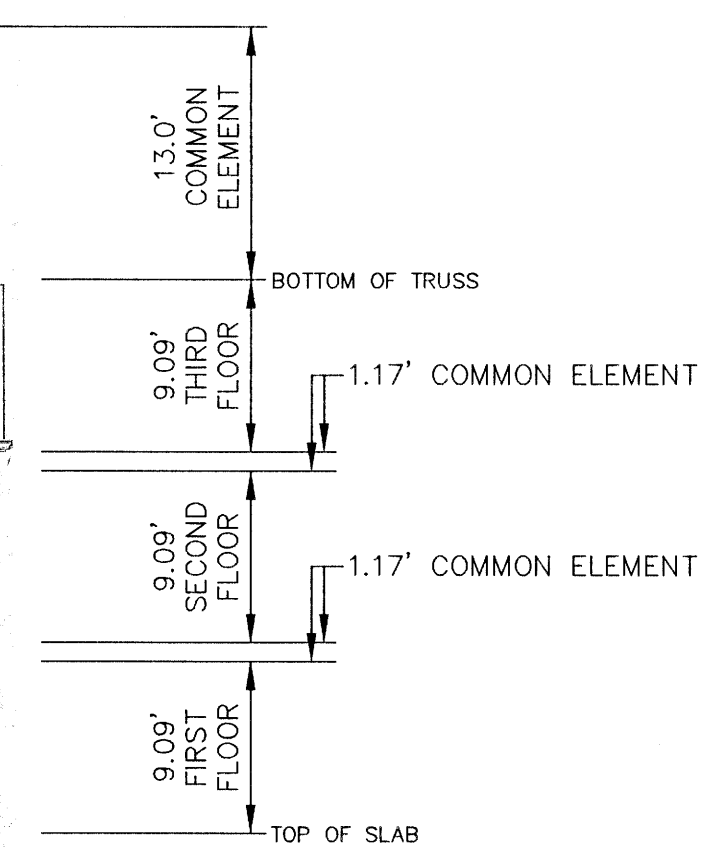 13.0'
COMMON
ELEMENT
BOTTOM OF TRUSS
9.09'
THIRD
FLOOR
1.17' COMMON ELEMENT
9.09'
SECOND
FLOOR
1.17' COMMON ELEMENT
9.09'
FIRST
FLOOR
TOP OF SLAB